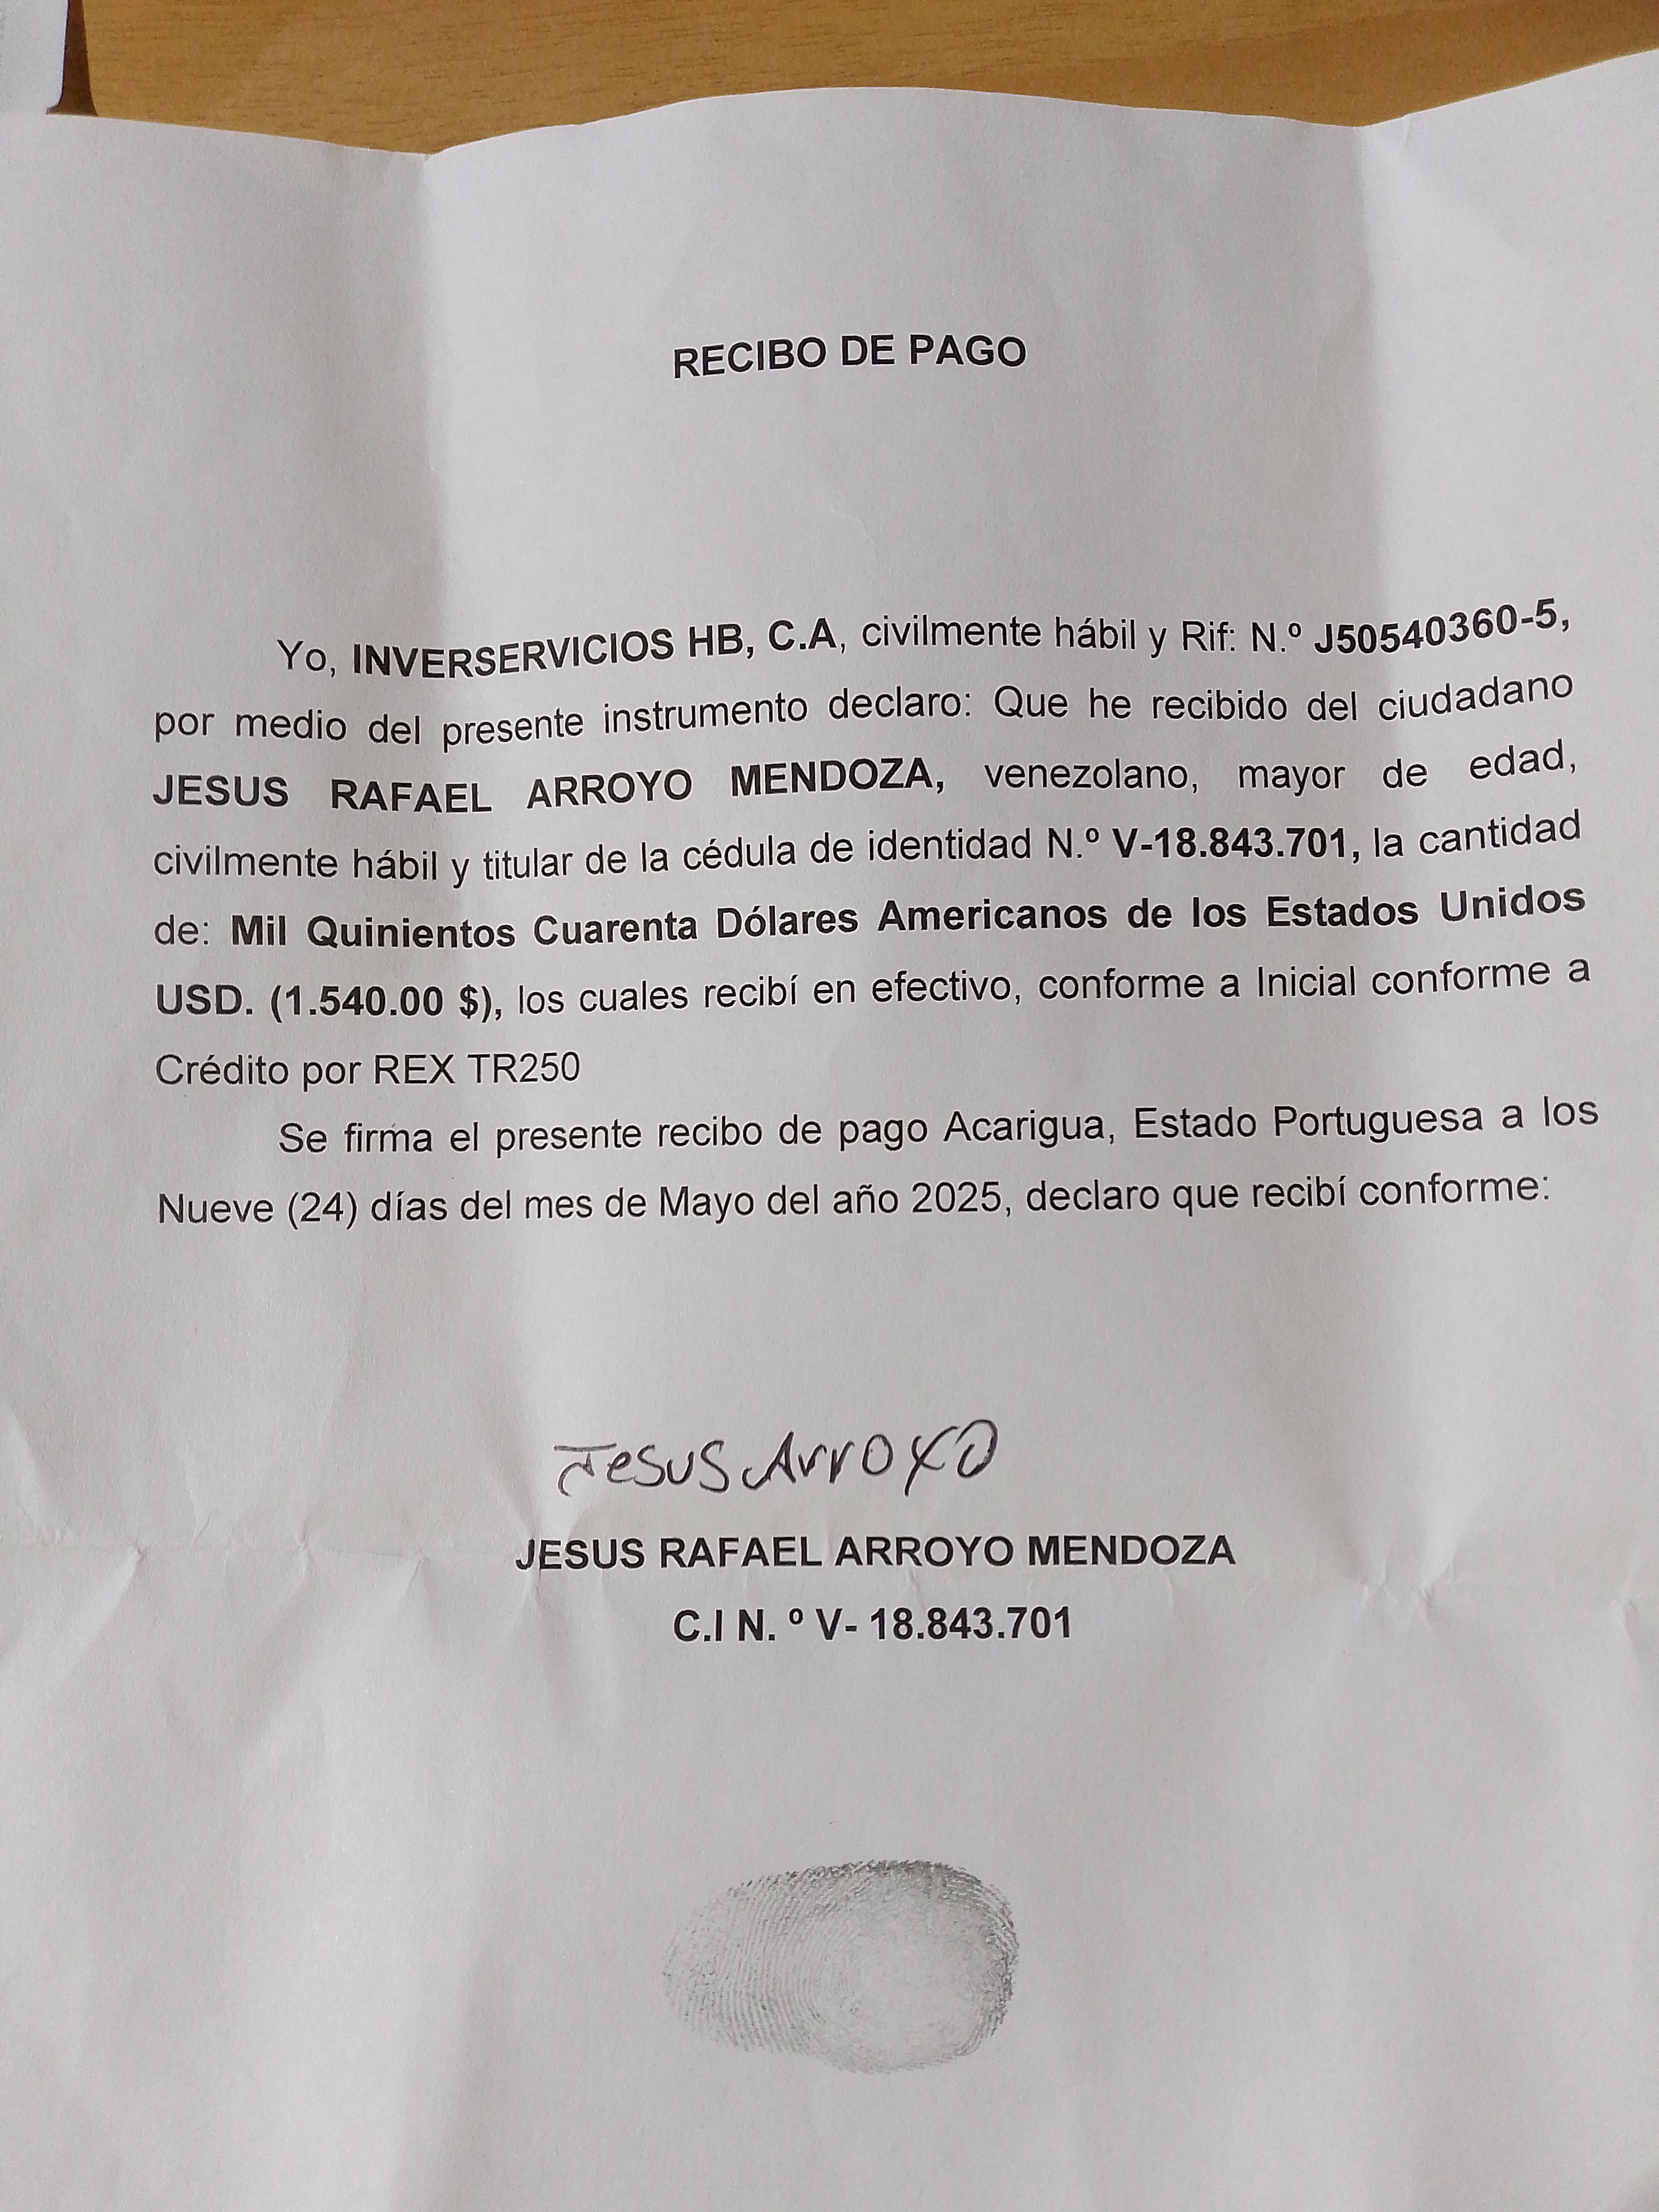 RECIBO DE PAGO
Yo, INVERSERVICIOS HB, C.A, civilmente hábil y Rif: N.º J50540360-5,
por medio del presente instrumento declaro: Que he recibido del ciudadano
JESUS RAFAEL ARROYO MENDOZA, venezolano, mayor de edad,
civilmente hábil y titular de la cédula de identidad N.º V-18.843.701, la cantidad
de: Mil Quinientos Cuarenta Dólares Americanos de los Estados Unidos
USD. (1.540.00 $), los cuales recibí en efectivo, conforme a Inicial conforme a
Crédito por REX TR250
Se firma el presente recibo de pago Acarigua, Estado Portuguesa a los
Nueve (24) días del mes de Mayo del año 2025, declaro que recibí conforme:
Jesus Arroyo
JESUS RAFAEL ARROYO MENDOZA
C.I N. º V- 18.843.701